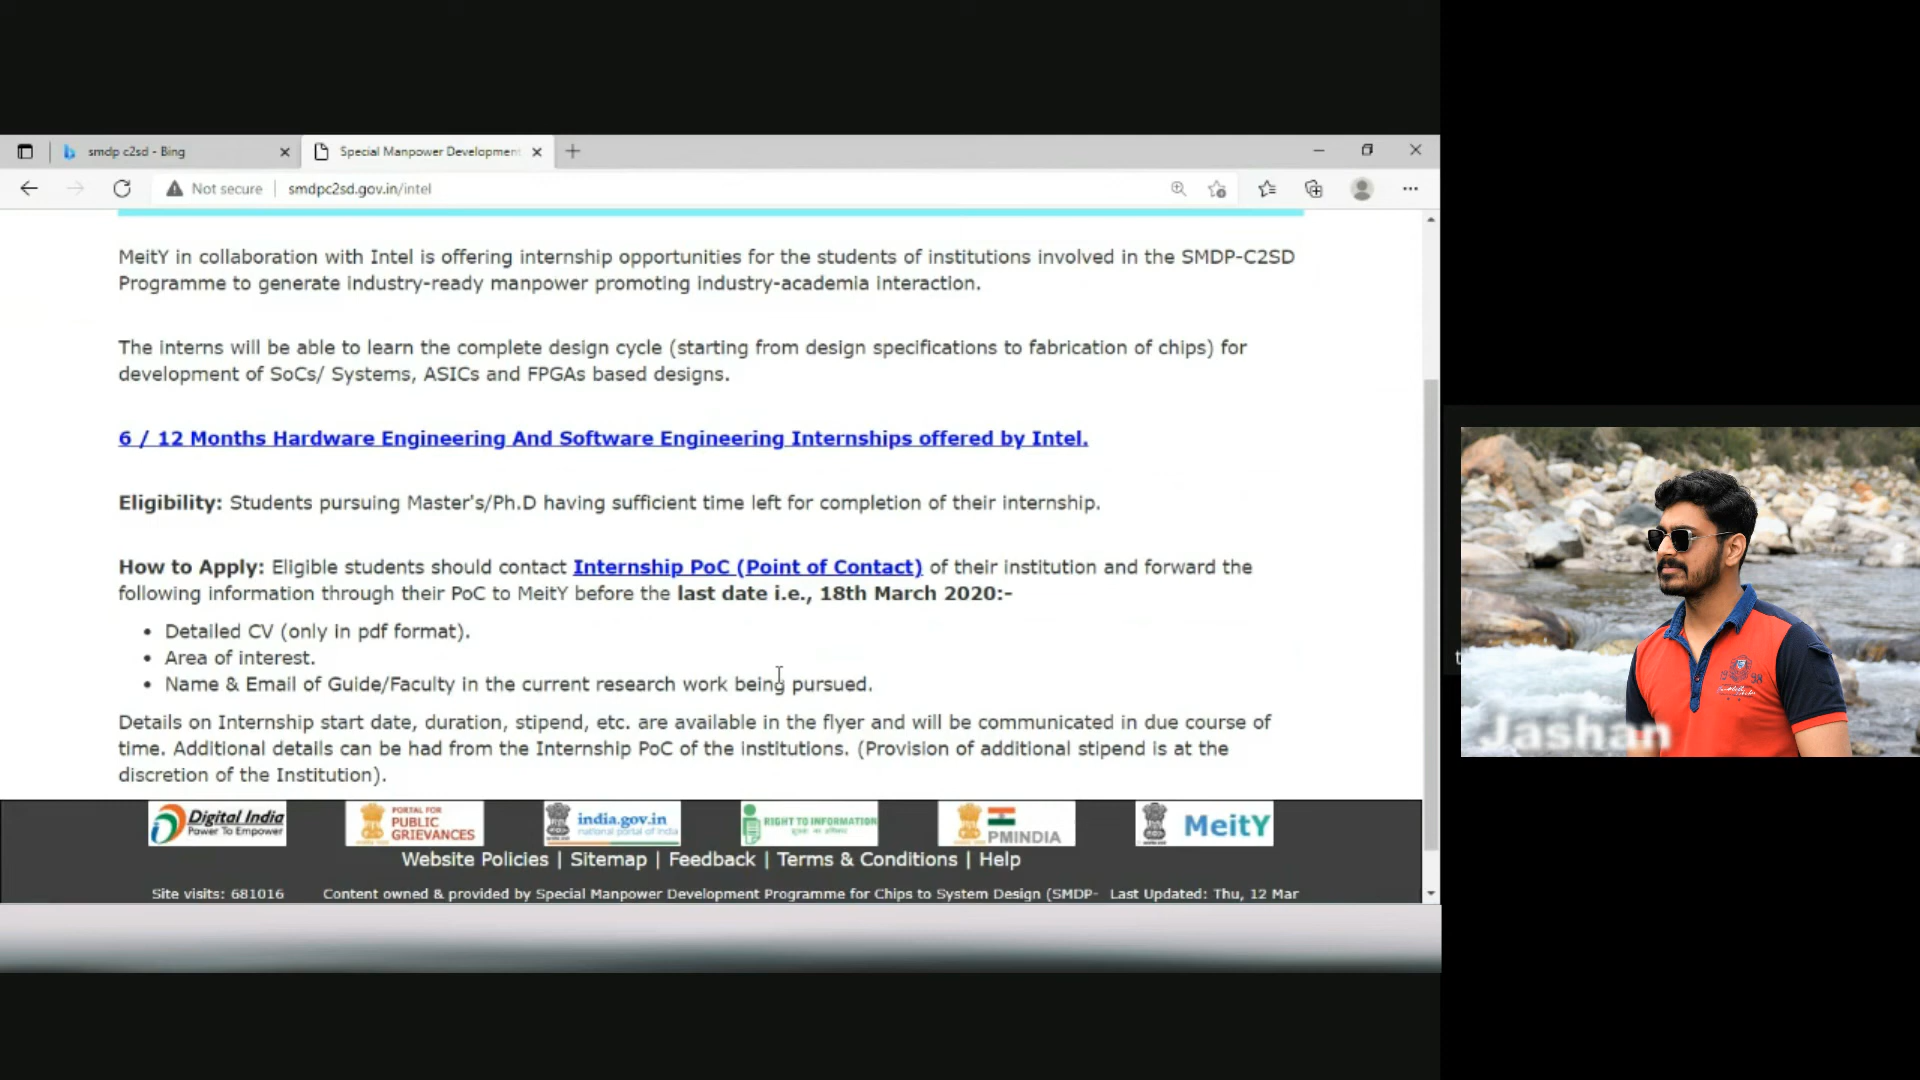 smdp c2sd - Bing
Special Manpower Development
Not secure
smdpc2sd.gov.in/intel
MeitY in collaboration with Intel is offering internship opportunities for the students of institutions involved in the SMDP-C2SD
Programme to generate industry-ready manpower promoting industry-academia interaction.
The interns will be able to learn the complete design cycle (starting from design specifications to fabrication of chips) for
development of SoCs/ Systems, ASICs and FPGAs based designs.
6 / 12 Months Hardware Engineering And Software Engineering Internships offered by Intel.
Eligibility: Students pursuing Master's/Ph.D having sufficient time left for completion of their internship.
How to Apply: Eligible students should contact Internship PoC (Point of Contact) of their institution and forward the
following information through their PoC to MeitY before the last date i.e., 18th March 2020:-
• Detailed CV (only in pdf format).
• Area of interest.
• Name & Email of Guide/Faculty in the current research work being pursued.
Details on Internship start date, duration, stipend, etc. are available in the flyer and will be communicated in due course of
time. Additional details can be had from the Internship PoC of the institutions. (Provision of additional stipend is at the
discretion of the Institution).
Digital India
Power To Empower
PORTAL FOR
PUBLIC
GRIEVANCES
india.gov.in
national portal of india
RIGHT TO INFORMATION
PMINDIA
MeitY
Website Policies | Sitemap | Feedback | Terms & Conditions | Help
Site visits: 681016
Content owned & provided by Special Manpower Development Programme for Chips to System Design (SMDP-
Last Updated: Thu, 12 Mar
Jashan